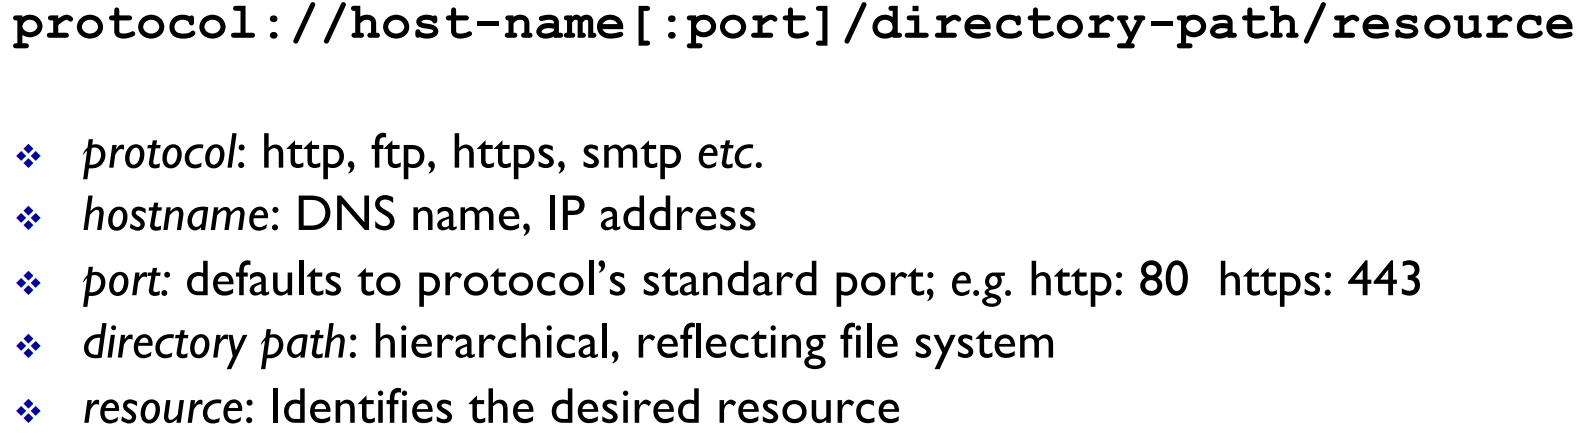 protocol://host-name[:port]/directory-path/resource
❖ protocol: http, ftp, https, smtp etc.
❖ hostname: DNS name, IP address
❖ port: defaults to protocol’s standard port; e.g. http: 80 https: 443
❖ directory path: hierarchical, reflecting file system
❖ resource: Identifies the desired resource